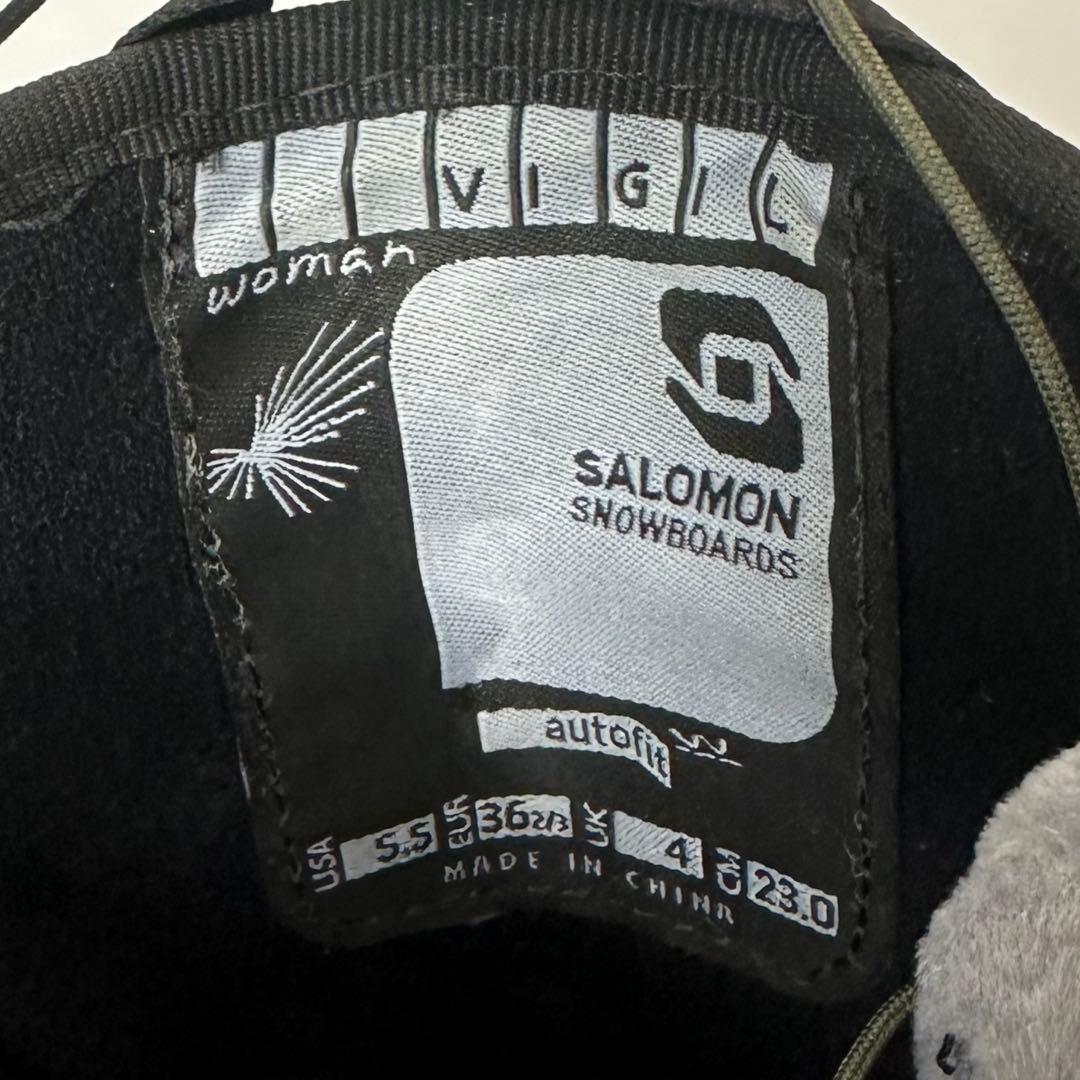 VIGIL
woman
SALOMON
SNOWBOARDS
autofit
USA 5.5 EUR 36 2/3 UK 4 CM 23.0
MADE IN CHINA